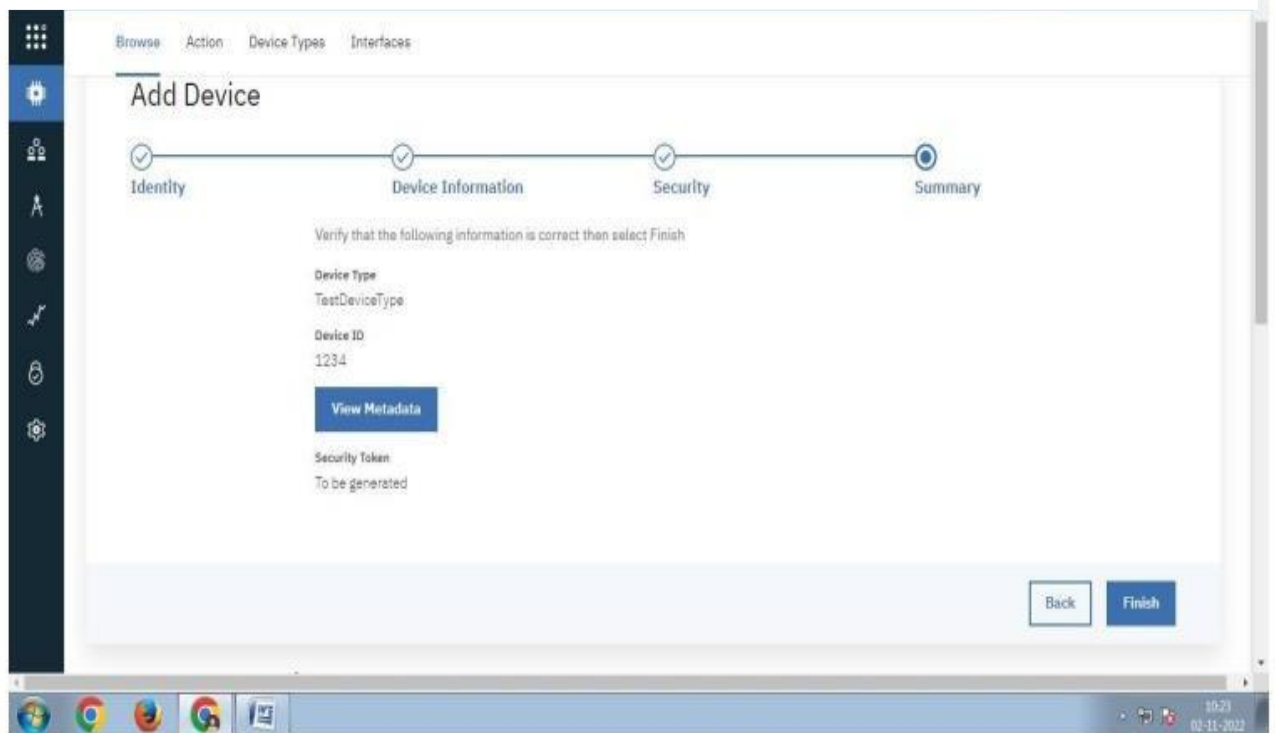 Browse Action Device Types Interfaces
Add Device
Identity Device Information Security Summary
Verify that the following information is correct then select Finish
Device Type
TestDeviceType
Device ID
1234
View Metadata
Security Token
To be generated
Back Finish
10:23
02-11-2022